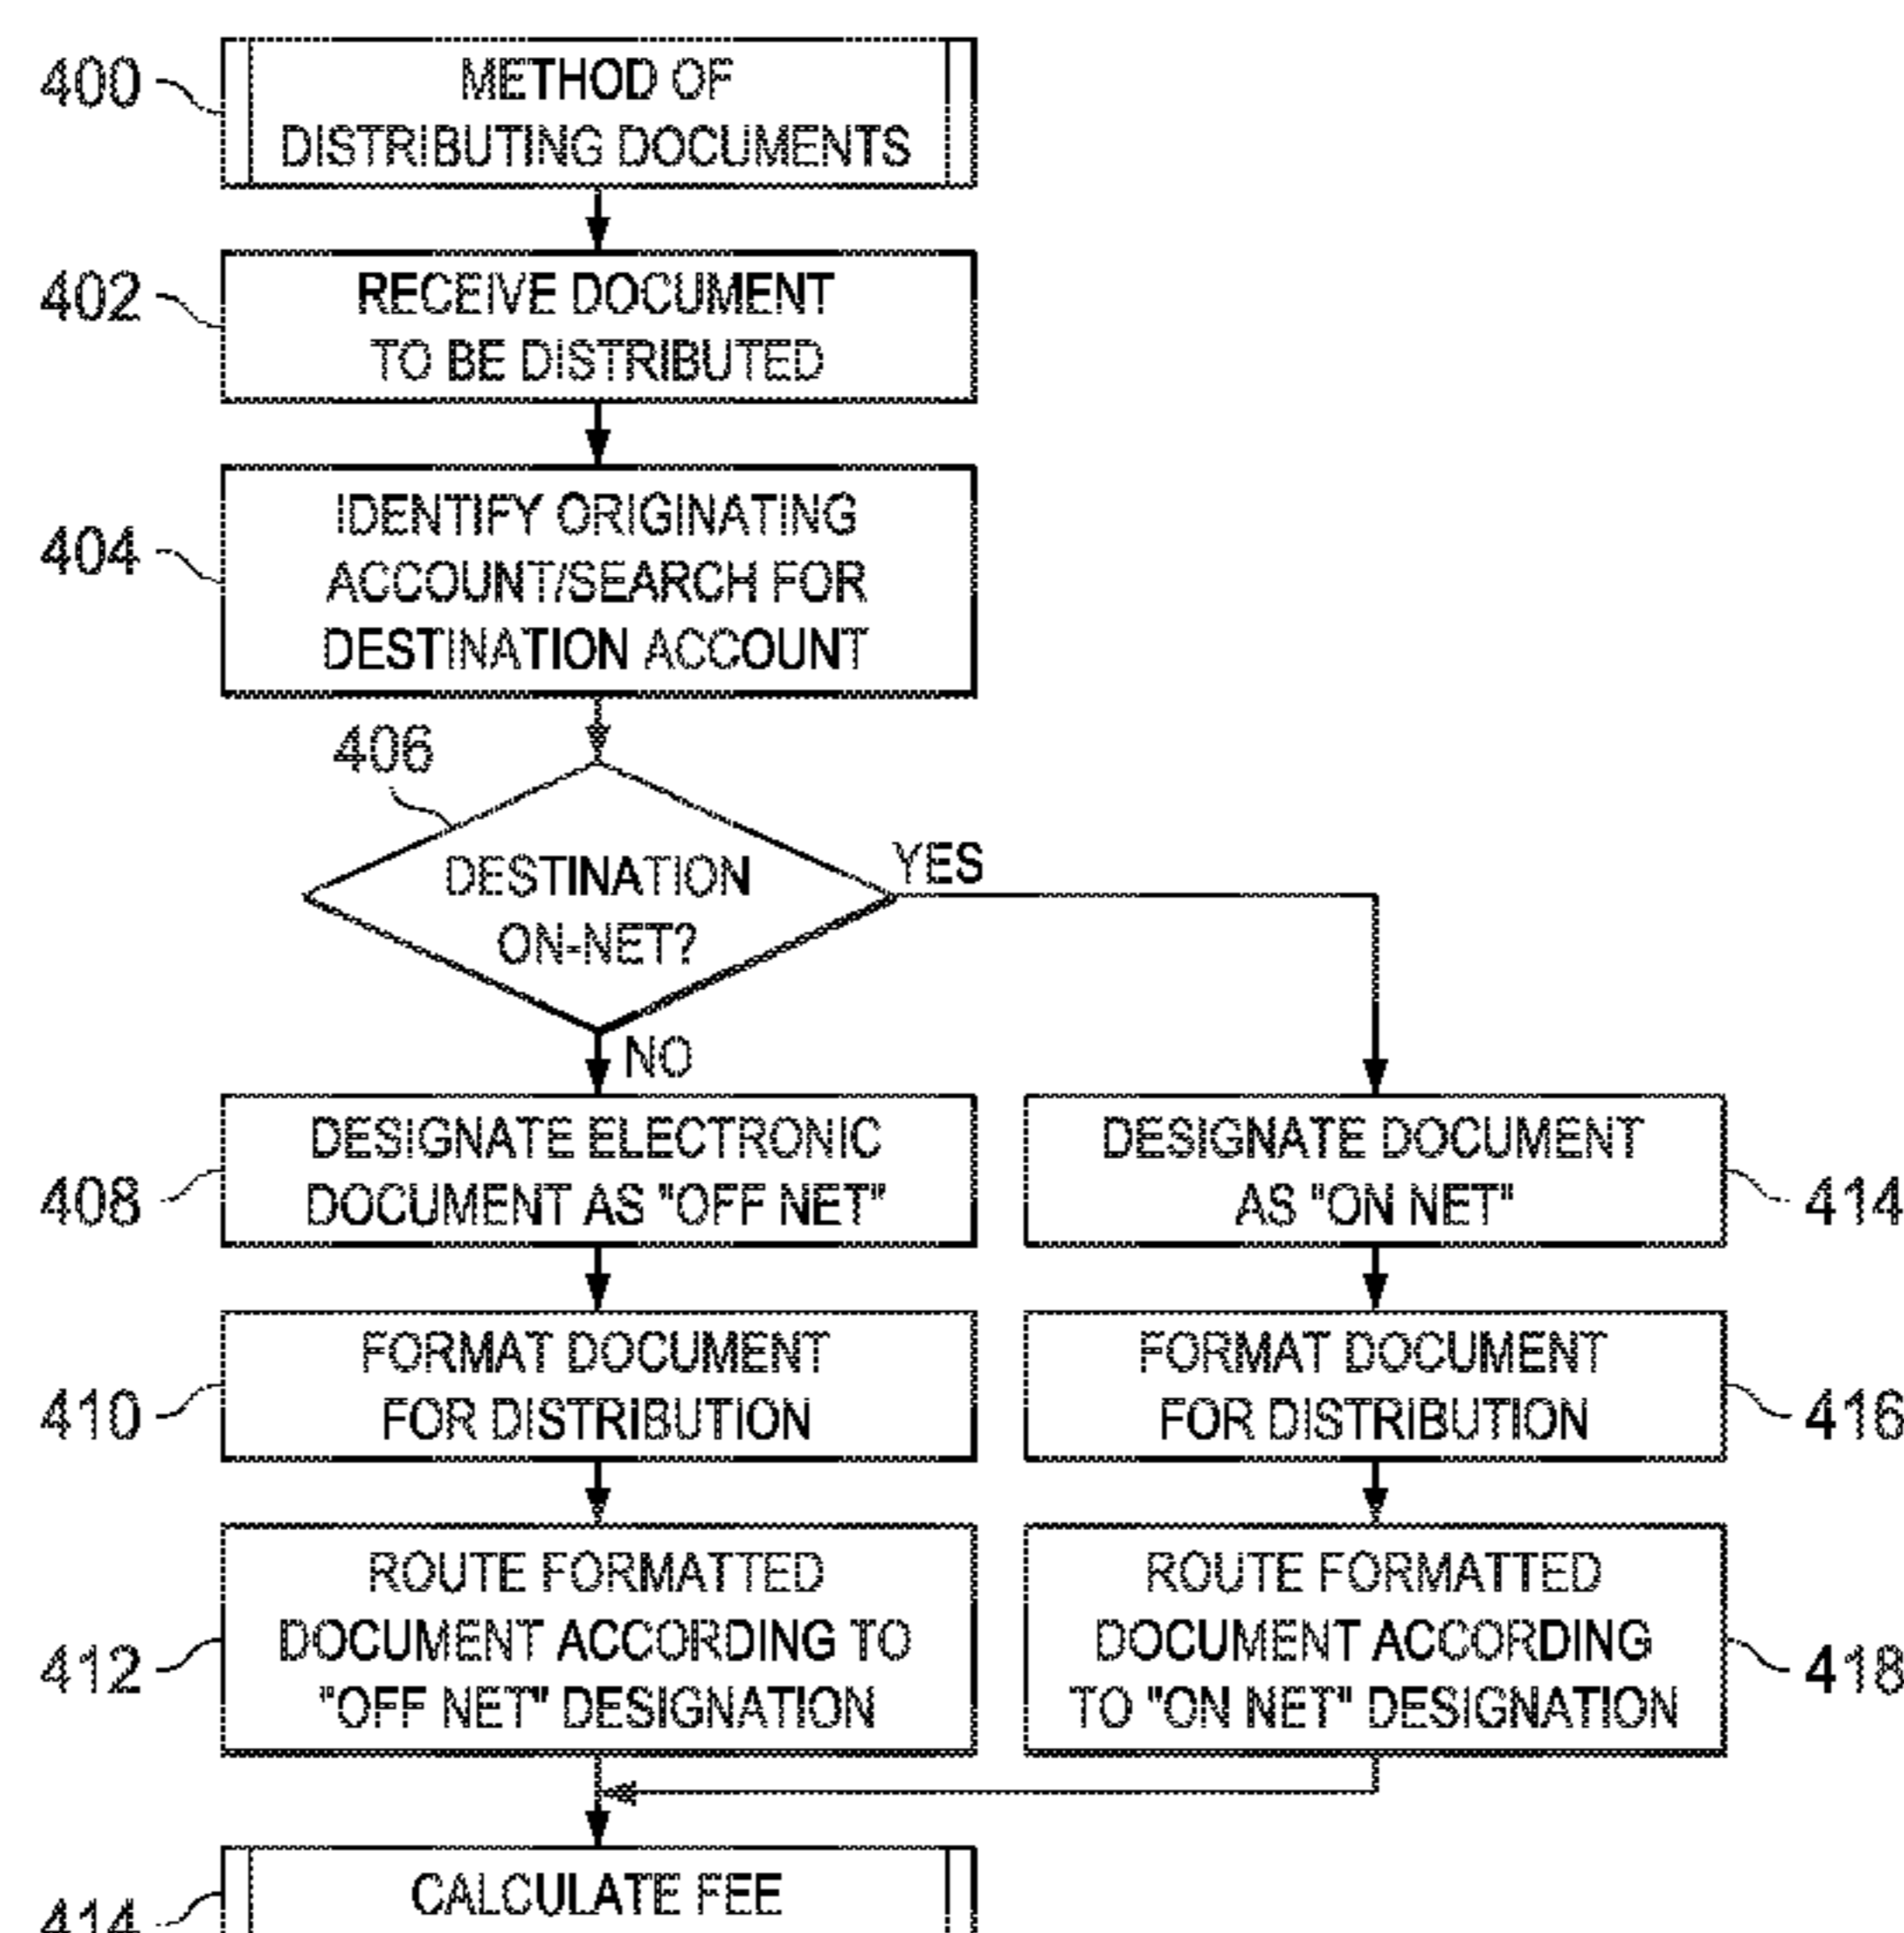 400
METHOD OF
DISTRIBUTING DOCUMENTS
402
RECEIVE DOCUMENT
TO BE DISTRIBUTED
404
IDENTIFY ORIGINATING
ACCOUNT/SEARCH FOR
DESTINATION ACCOUNT
406
DESTINATION
ON-NET?
YES
NO
408
DESIGNATE ELECTRONIC
DOCUMENT AS "OFF NET"
DESIGNATE DOCUMENT
AS "ON NET"
414
410
FORMAT DOCUMENT
FOR DISTRIBUTION
FORMAT DOCUMENT
FOR DISTRIBUTION
416
412
ROUTE FORMATTED
DOCUMENT ACCORDING TO
"OFF NET" DESIGNATION
ROUTE FORMATTED
DOCUMENT ACCORDING
TO "ON NET" DESIGNATION
418
414
CALCULATE FEE